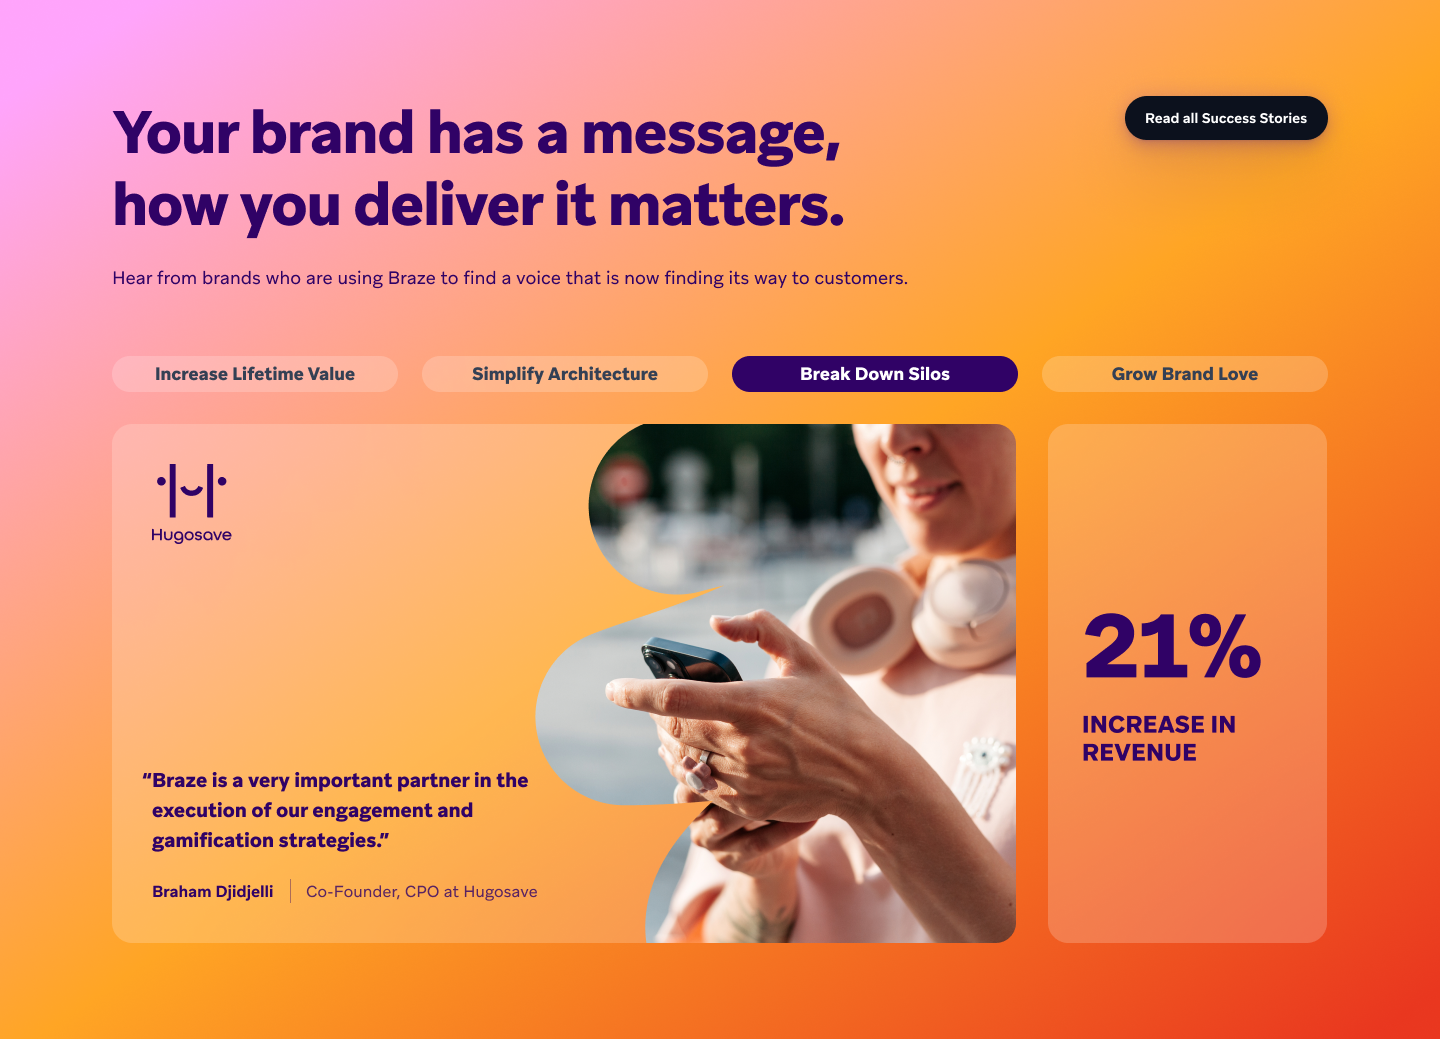 Your brand has a message,
how you deliver it matters.
Read all Success Stories
Hear from brands who are using Braze to find a voice that is now finding its way to customers.
Increase Lifetime Value
Simplify Architecture
Break Down Silos
Grow Brand Love
Hugosave
“Braze is a very important partner in the
execution of our engagement and
gamification strategies.”
Braham Djidjelli
Co-Founder, CPO at Hugosave
21%
INCREASE IN
REVENUE